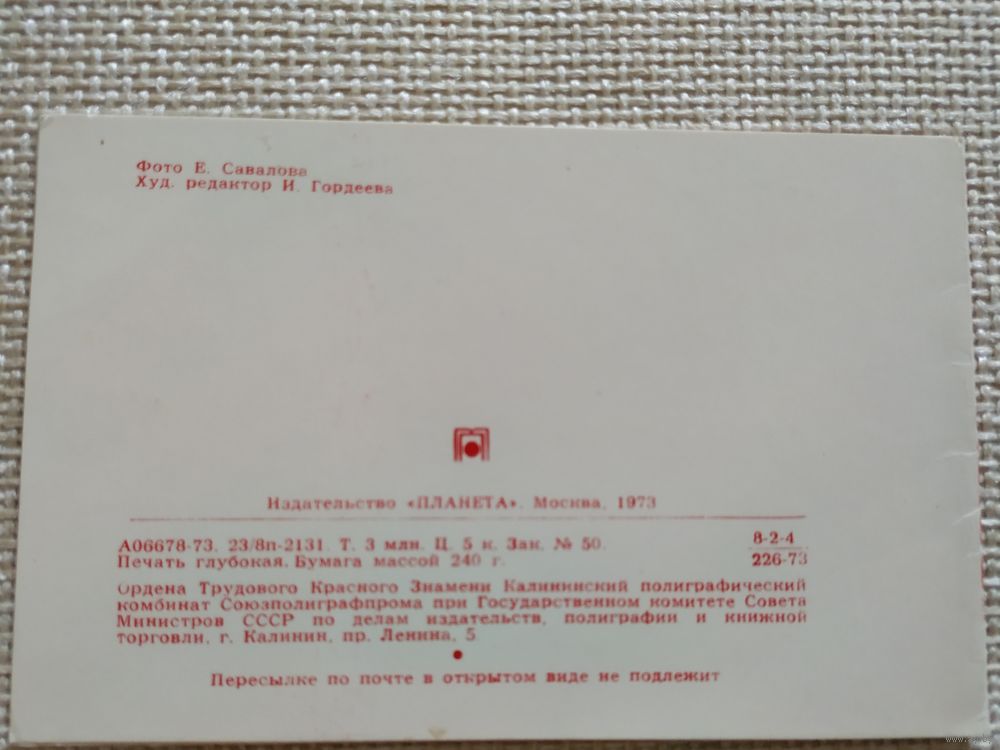 Фото Е. Савалова
Худ. редактор И. Гордеева
Издательство «ПЛАНЕТА». Москва, 1973
А06678-73. 23/8п-2131. Т. 3 млн. Ц. 5 к. Зак. № 50.
Печать глубокая. Бумага массой 240 г.
8-2-4
226-73
Ордена Трудового Красного Знамени Калининский полиграфический
комбинат Союзполиграфпрома при Государственном комитете Совета
Министров СССР по делам издательств, полиграфии и книжной
торговли, г. Калинин, пр. Ленина, 5
Пересылке по почте в открытом виде не подлежит